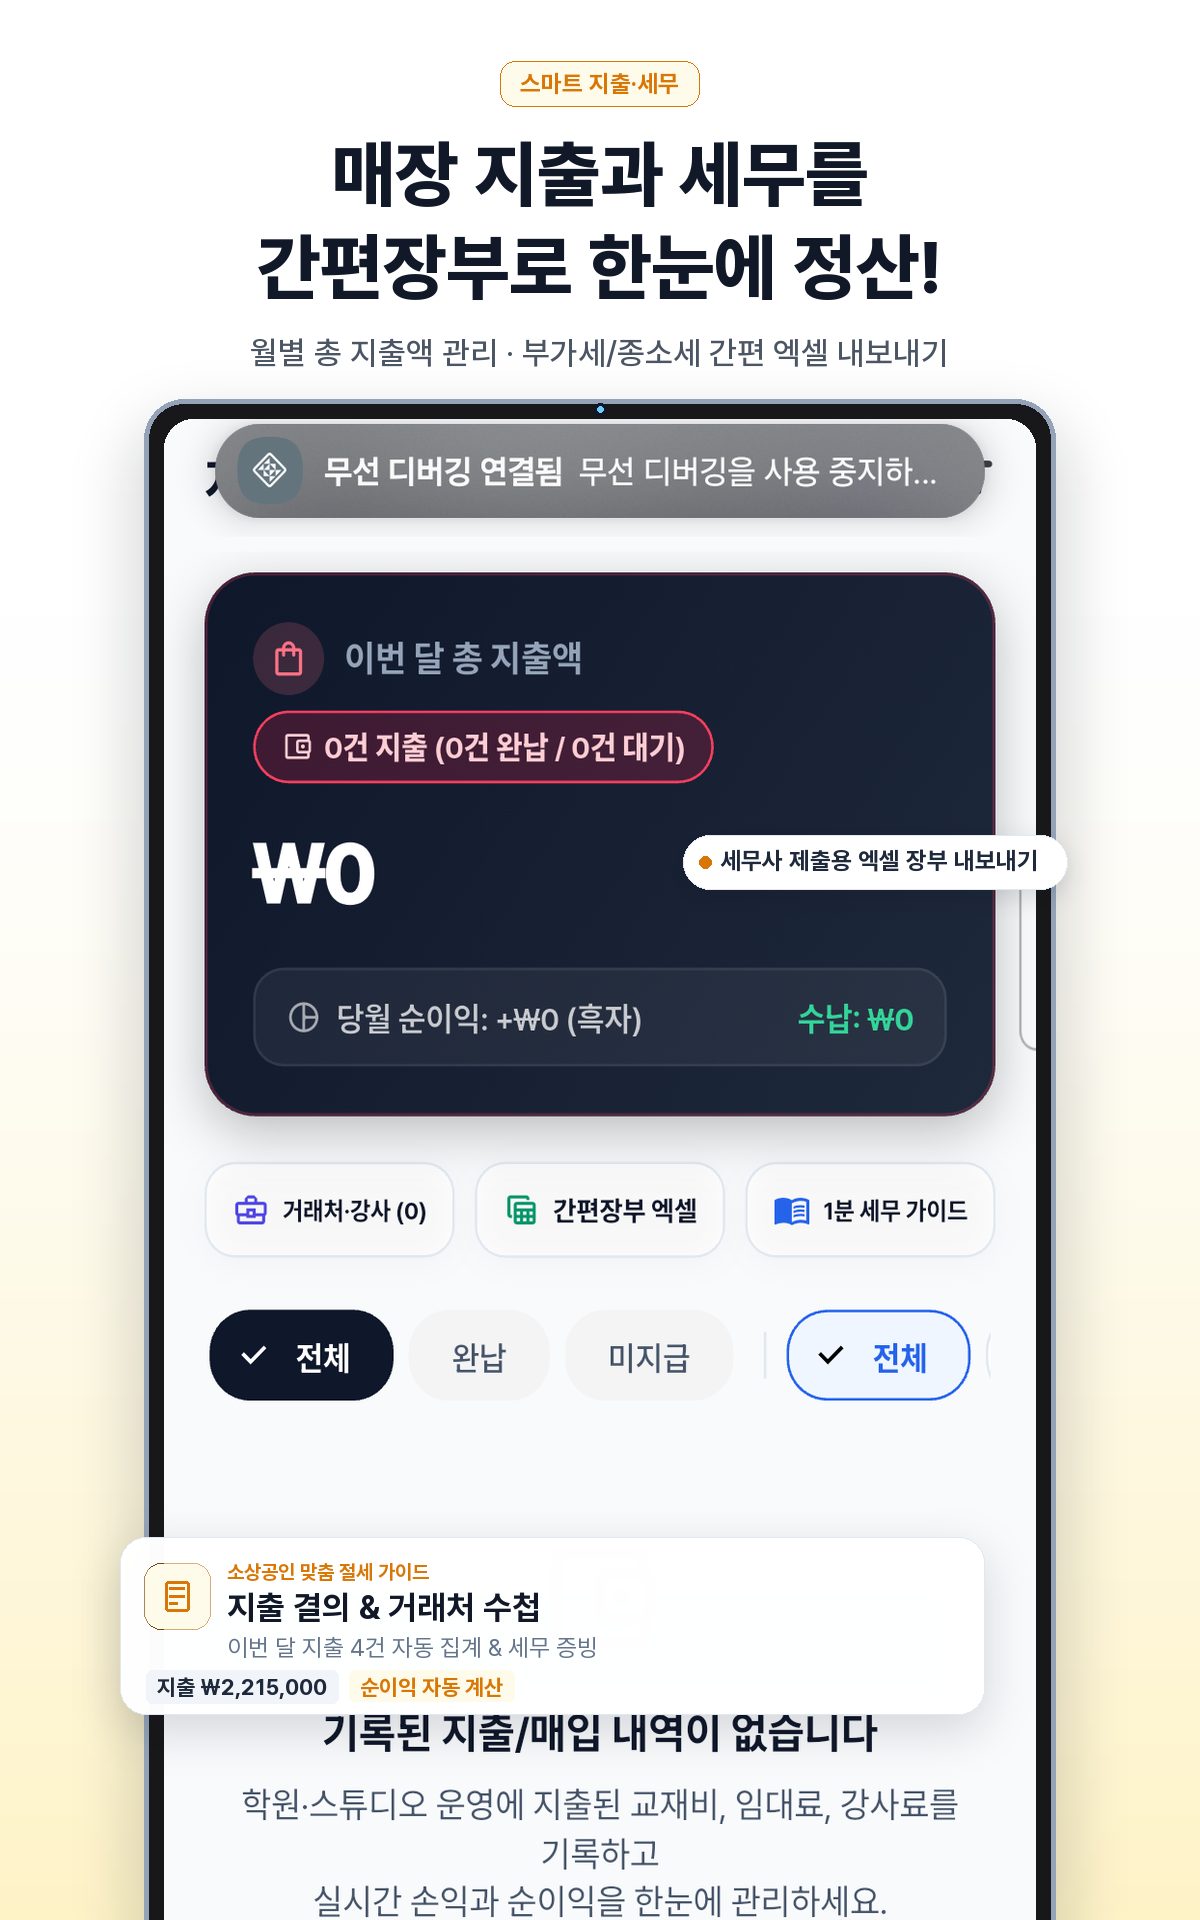 스마트 지출·세무
매장 지출과 세무를
간편장부로 한눈에 정산!
월별 총 지출액 관리 · 부가세/종소세 간편 엑셀 내보내기
무선 디버깅 연결됨 무선 디버깅을 사용 중지하...
이번 달 총 지출액
0건 지출 (0건 완납 / 0건 대기)
₩0
세무사 제출용 엑셀 장부 내보내기
당월 순이익: +₩0 (흑자)
수납: ₩0
거래처·강사 (0)
간편장부 엑셀
1분 세무 가이드
전체
완납
미지급
전체
소상공인 맞춤 절세 가이드
지출 결의 & 거래처 수첩
이번 달 지출 4건 자동 집계 & 세무 증빙
지출 ₩2,215,000
순이익 자동 계산
기록된 지출/매입 내역이 없습니다
학원·스튜디오 운영에 지출된 교재비, 임대료, 강사료를
기록하고
실시간 손익과 순이익을 한눈에 관리하세요.